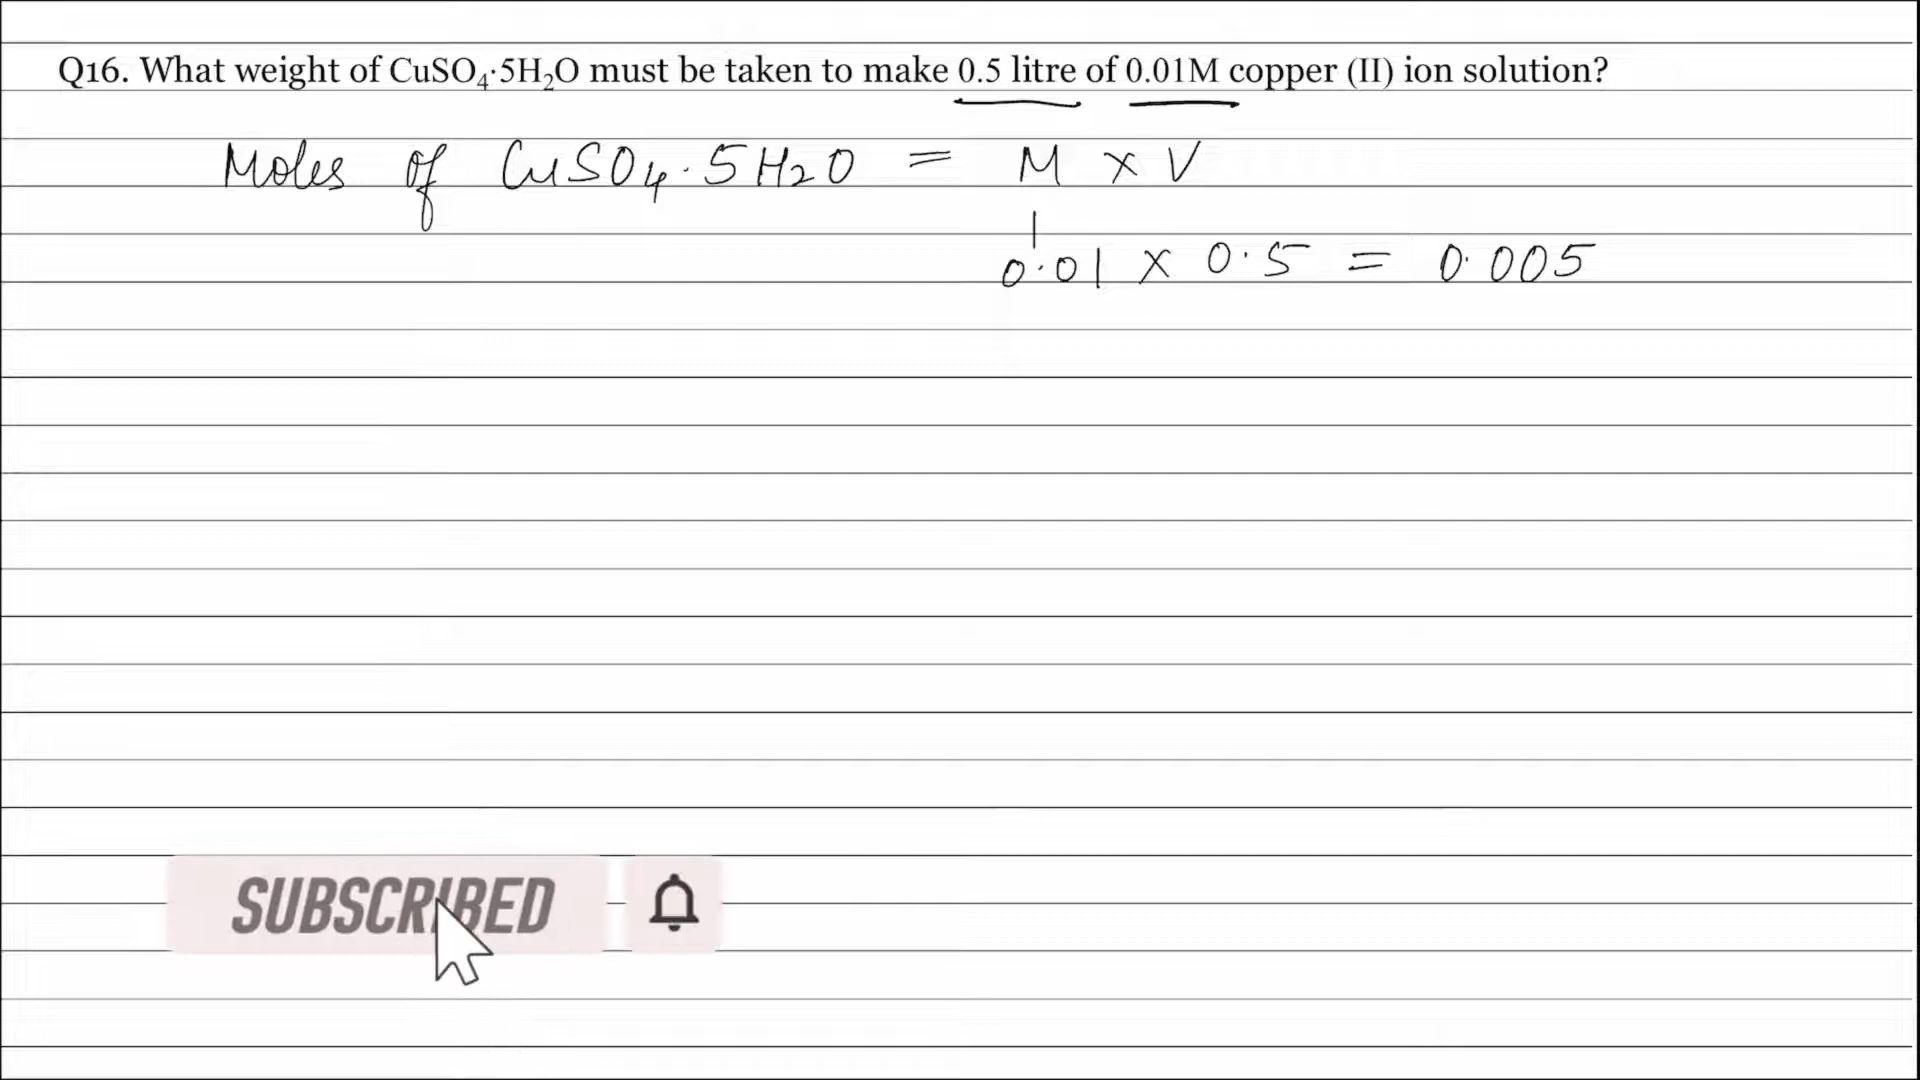 Q16. What weight of CuSO₄·5H₂O must be taken to make 0.5 litre of 0.01M copper (II) ion solution?
Moles of CuSO₄·5H₂O = M × V
0.01 × 0.5 = 0.005
SUBSCRIBED